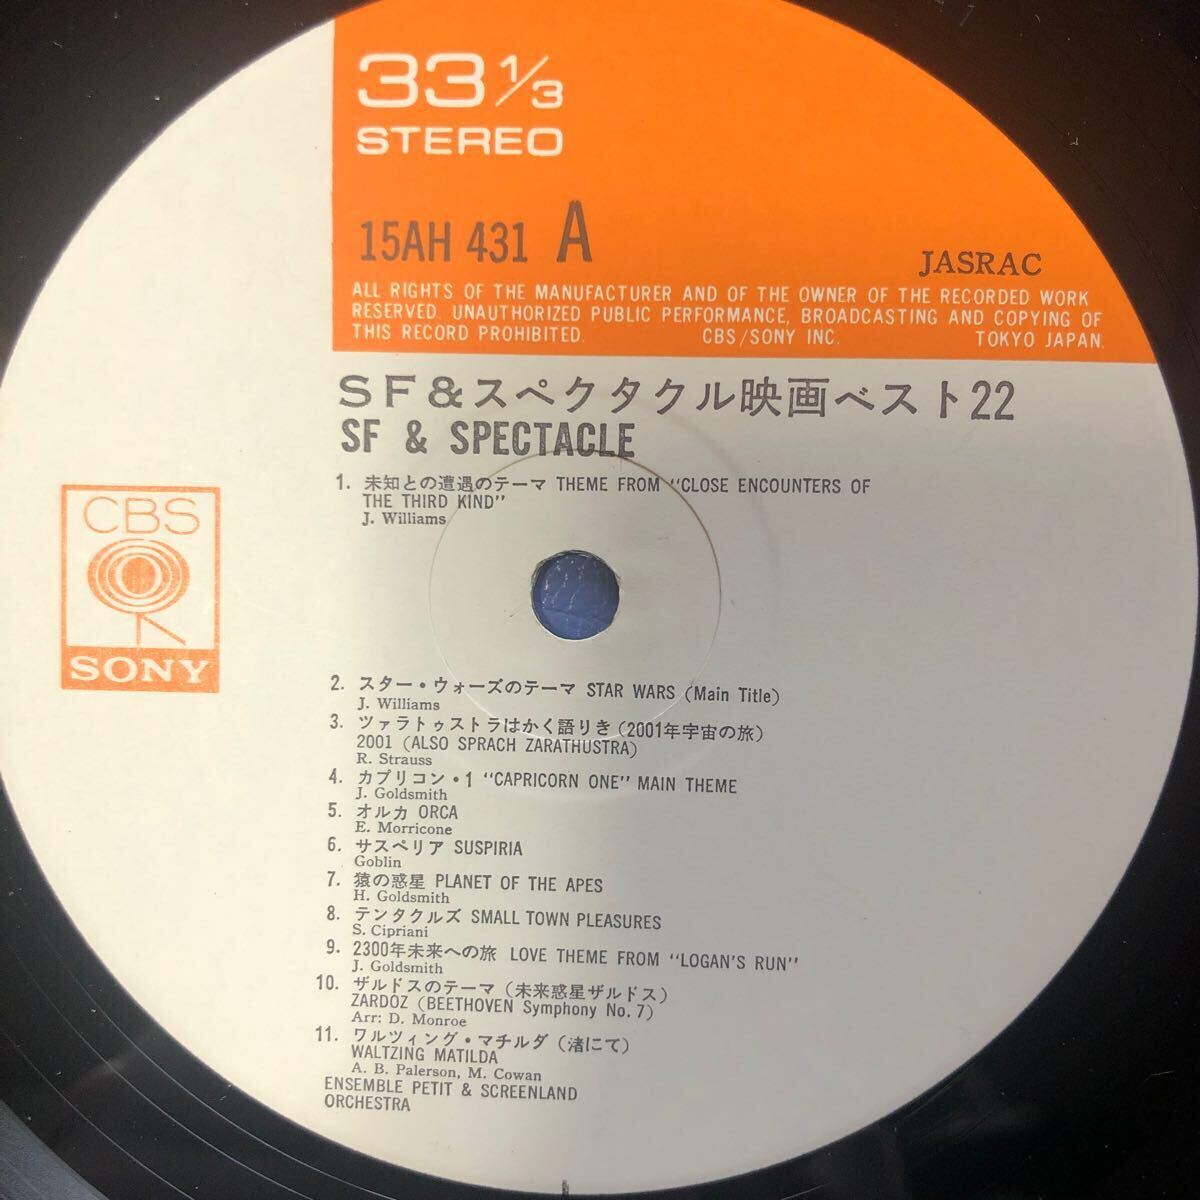 33 1/3
STEREO
15AH 431 A
JASRAC
ALL RIGHTS OF THE MANUFACTURER AND OF THE OWNER OF THE RECORDED WORK
RESERVED. UNAUTHORIZED PUBLIC PERFORMANCE, BROADCASTING AND COPYING OF
THIS RECORD PROHIBITED. CBS/SONY INC. TOKYO JAPAN.
SF&スペクタクル映画ベスト22
SF & SPECTACLE
CBS
SONY
1. 未知との遭遇のテーマ THEME FROM "CLOSE ENCOUNTERS OF
THE THIRD KIND"
J. Williams
2. スター・ウォーズのテーマ STAR WARS (Main Title)
J. Williams
3. ツァラトゥストラはかく語りき (2001年宇宙の旅)
2001 (ALSO SPRACH ZARATHUSTRA)
R. Strauss
4. カプリコン・1 "CAPRICORN ONE" MAIN THEME
J. Goldsmith
5. オルカ ORCA
E. Morricone
6. サスペリア SUSPIRIA
Goblin
7. 猿の惑星 PLANET OF THE APES
H. Goldsmith
8. テンタクルズ SMALL TOWN PLEASURES
S. Cipriani
9. 2300年未来への旅 LOVE THEME FROM "LOGAN'S RUN"
J. Goldsmith
10. ザルドスのテーマ (未来惑星ザルドス)
ZARDOZ (BEETHOVEN Symphony No. 7)
Arr: D. Monroe
11. ワルツィング・マチルダ (渚にて)
WALTZING MATILDA
A. B. Palerson, M. Cowan
ENSEMBLE PETIT & SCREENLAND
ORCHESTRA